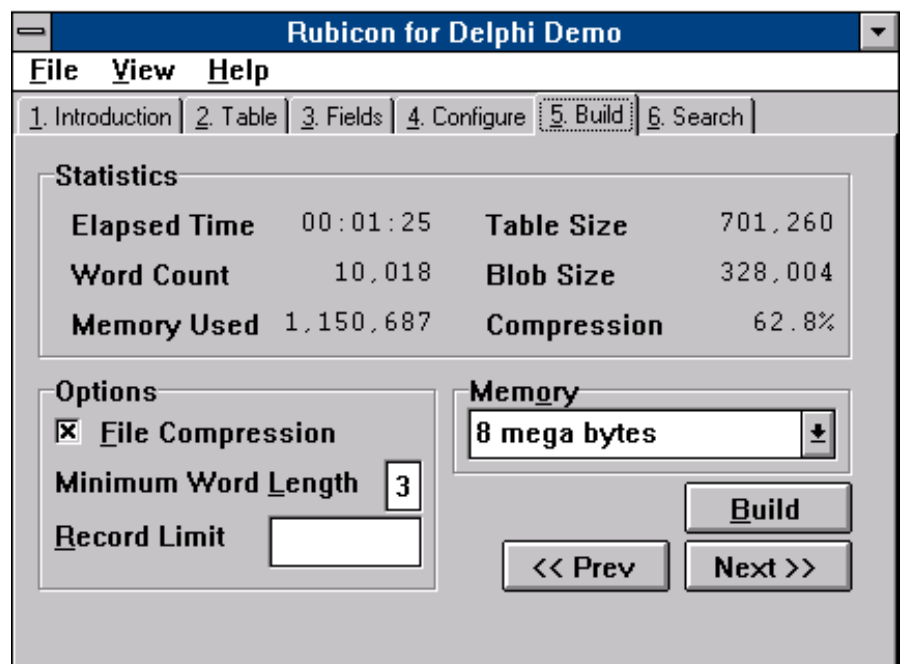 Rubicon for Delphi Demo
File View Help
1. Introduction 2. Table 3. Fields 4. Configure 5. Build 6. Search
Statistics
Elapsed Time 00:01:25 Table Size 701,260
Word Count 10,018 Blob Size 328,004
Memory Used 1,150,687 Compression 62.8%
Options Memory
File Compression 8 mega bytes
Minimum Word Length 3
Build
Record Limit
<< Prev Next >>